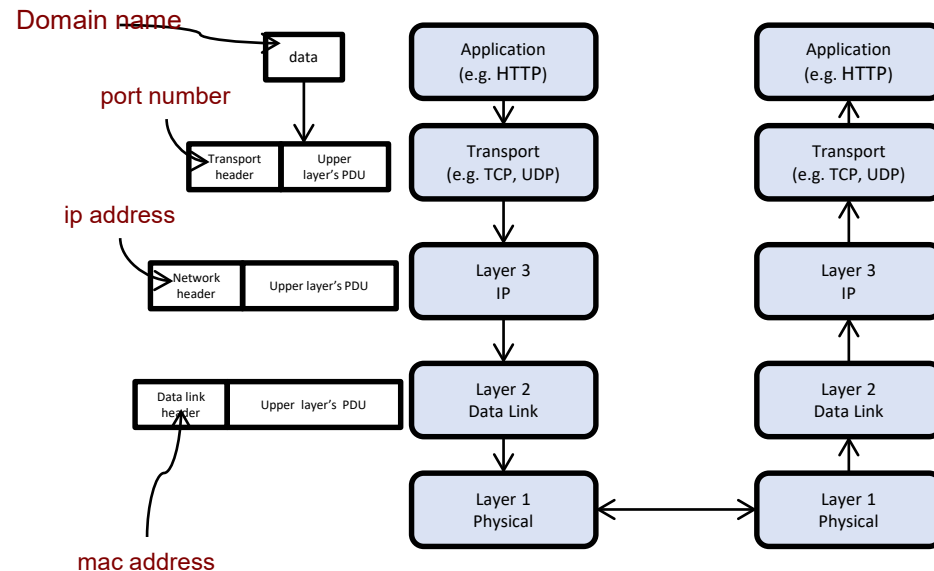 Domain name
data
Application
(e.g. HTTP)
Application
(e.g. HTTP)
port number
Transport
header
Upper
layer's PDU
Transport
(e.g. TCP, UDP)
Transport
(e.g. TCP, UDP)
ip address
Network
header
Upper layer's PDU
Layer 3
IP
Layer 3
IP
Data link
header
Upper layer's PDU
Layer 2
Data Link
Layer 2
Data Link
Layer 1
Physical
Layer 1
Physical
mac address